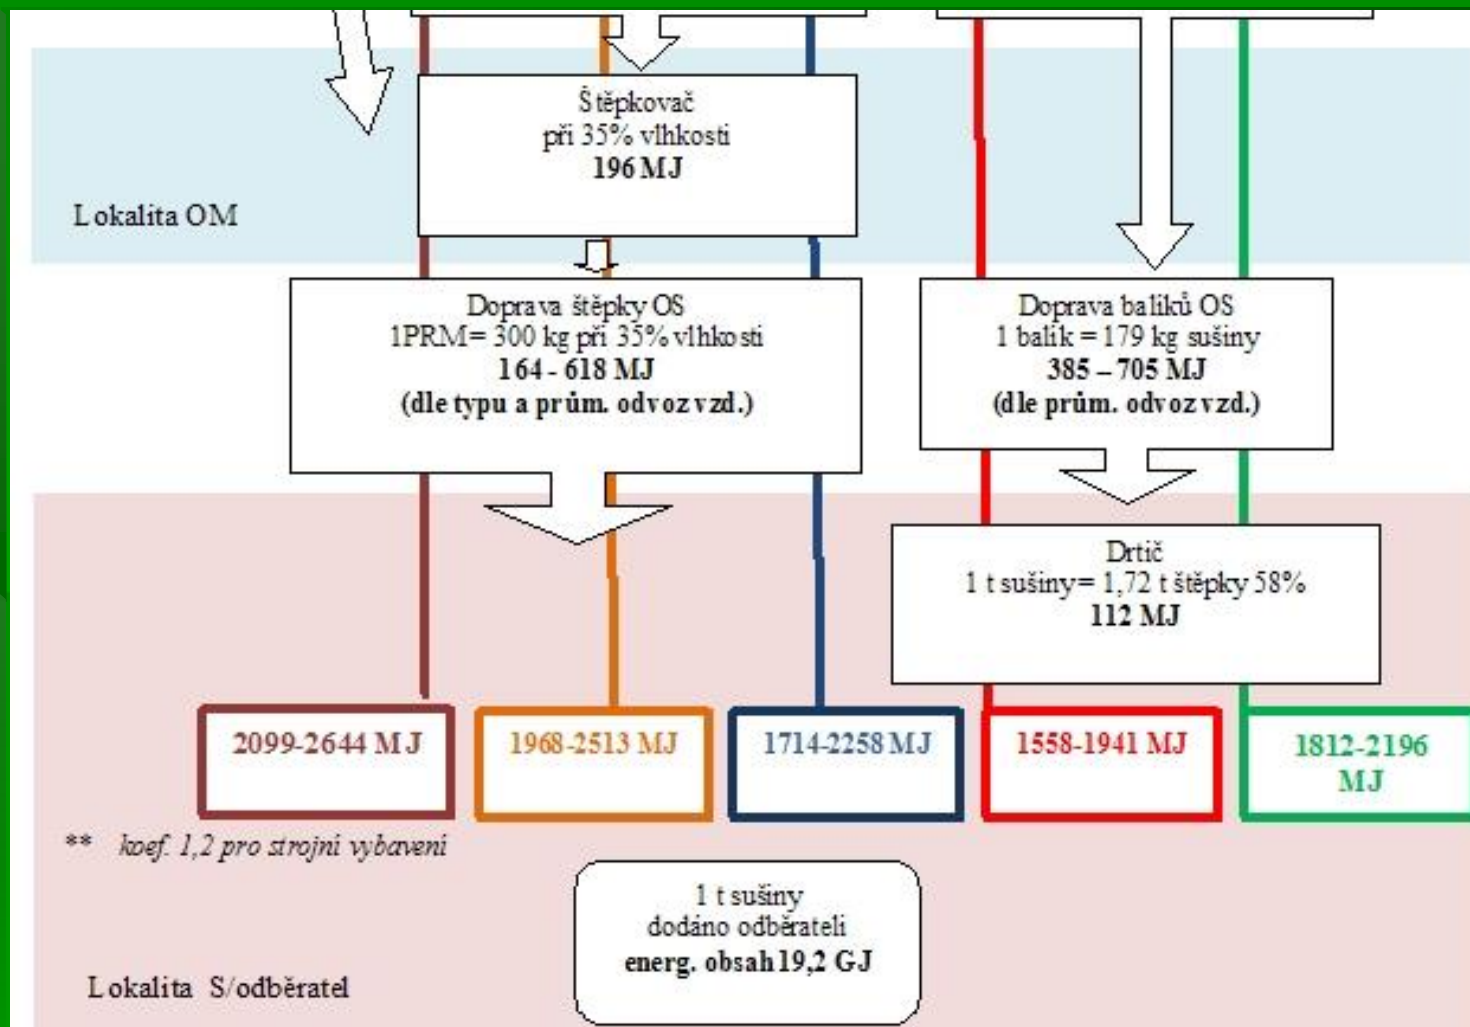 Štěpkovač
při 35% vlhkosti
196 MJ
Lokalita OM
Doprava štěpky OS
1PRM= 300 kg při 35% vlhkosti
164 - 618 MJ
(dle typu a prům. odvoz vzd.)
Doprava balíků OS
1 balík = 179 kg sušiny
385 – 705 MJ
(dle prům. odvoz vzd.)
Drtič
1 t sušiny= 1,72 t štěpky 58%
112 MJ
2099-2644 MJ
1968-2513 MJ
1714-2258 MJ
1558-1941 MJ
1812-2196
MJ
** koef. 1,2 pro strojní vybavení
1 t sušiny
dodáno odběrateli
energ. obsah 19,2 GJ
Lokalita S/odběratel